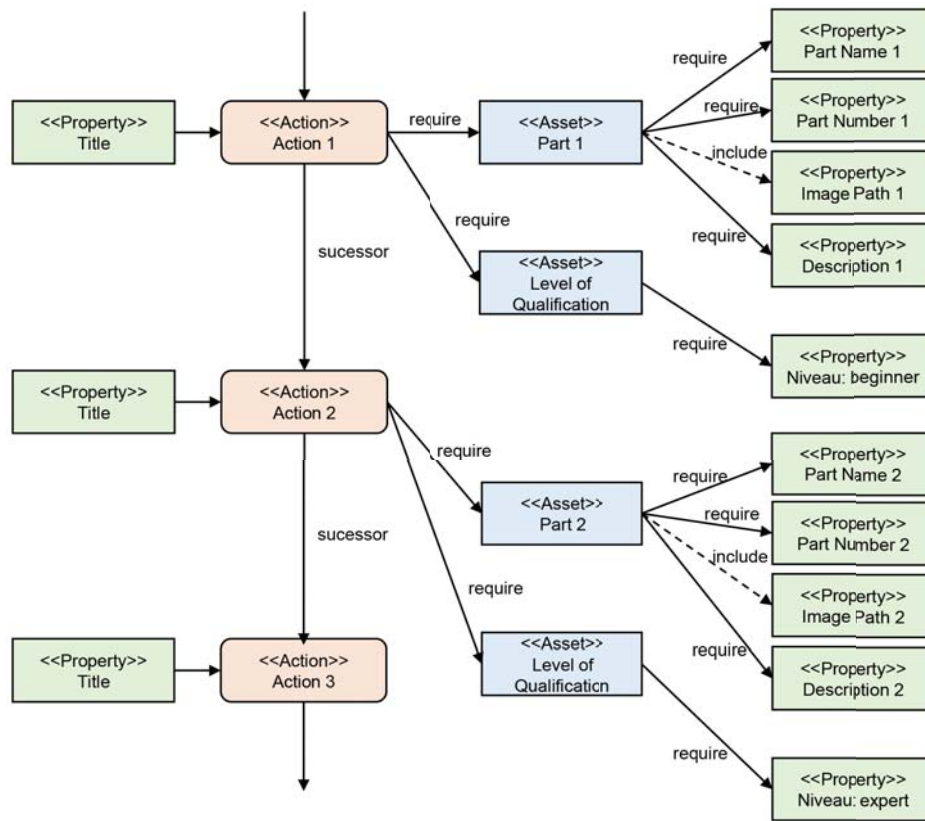 <<Property>>
Part Name 1
require
<<Property>>
Title
<<Action>>
Action 1
require
<<Asset>>
Part 1
require
<<Property>>
Part Number 1
include
<<Property>>
Image Path 1
require
require
<<Property>>
Description 1
sucessor
<<Asset>>
Level of
Qualification
require
<<Property>>
Niveau: beginner
<<Property>>
Title
<<Action>>
Action 2
require
<<Property>>
Part Name 2
require
<<Asset>>
Part 2
require
<<Property>>
Part Number 2
sucessor
include
<<Property>>
Image Path 2
require
<<Property>>
Title
<<Action>>
Action 3
<<Asset>>
Level of
Qualification
require
<<Property>>
Description 2
require
<<Property>>
Niveau: expert